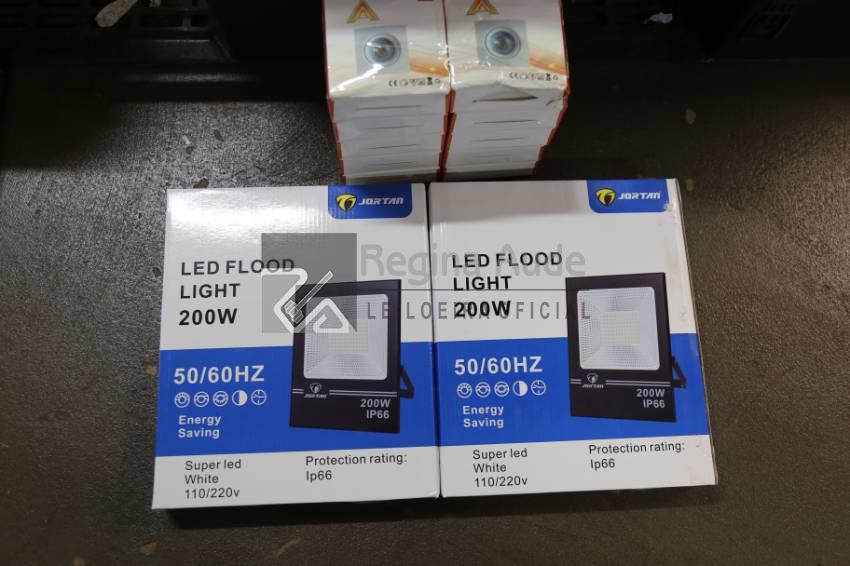 JORTAN
LED FLOOD
LIGHT
200W
50/60HZ
Energy
Saving
JORTAN
200W
IP66
Super led
White
110/220v
Protection rating:
Ip66
JORTAN
LED FLOOD
LIGHT
200W
50/60HZ
Energy
Saving
JORTAN
200W
IP66
Super led
White
110/220v
Protection rating:
Ip66
Regina Aude
OFICIAL